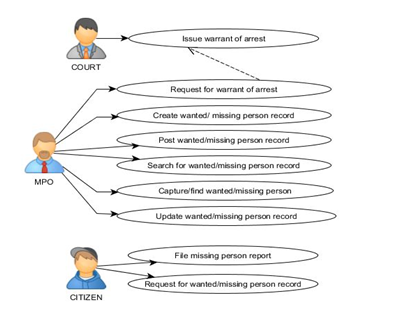 Issue warrant of arrest
COURT
Request for warrant of arrest
Create wanted/ missing person record
Post wanted/missing person record
Search for wanted/missing person record
MPO
Capture/find wanted/missing person
Update wanted/missing person record
File missing person report
Request for wanted/missing person record
CITIZEN